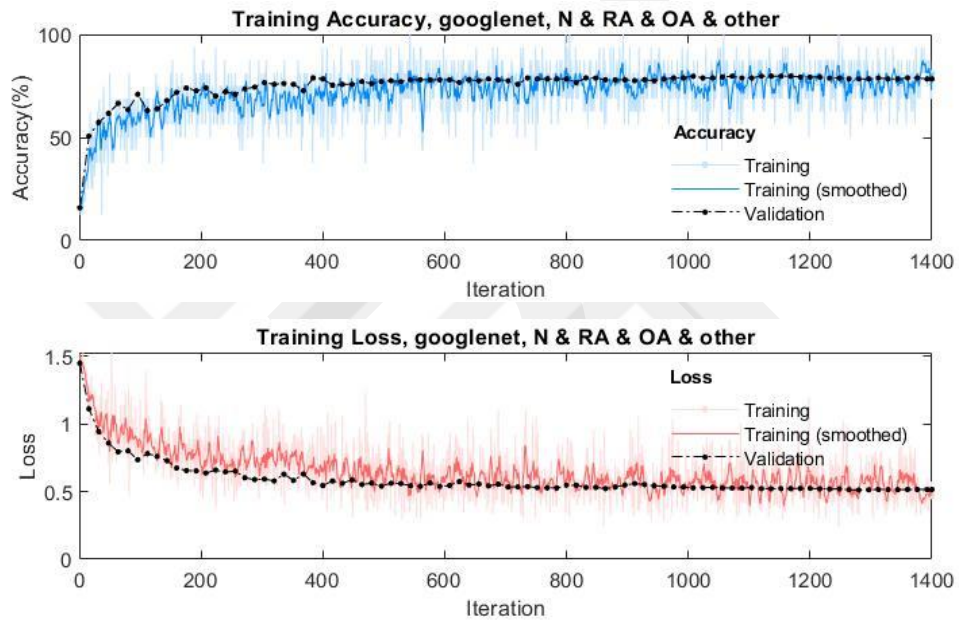 Training Accuracy, googlenet, N & RA & OA & other
100
50
0
Accuracy(%)
Accuracy
Training
Training (smoothed)
Validation
0 200 400 600 800 1000 1200 1400
Iteration
Training Loss, googlenet, N & RA & OA & other
1.5
1
0.5
0
Loss
Loss
Training
Training (smoothed)
Validation
0 200 400 600 800 1000 1200 1400
Iteration